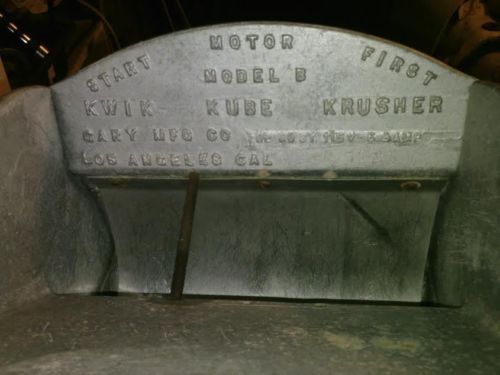 START MOTOR FIRST
MODEL B
KWIK KUBE KRUSHER
GARY MFG CO
LOS ANGELES CAL